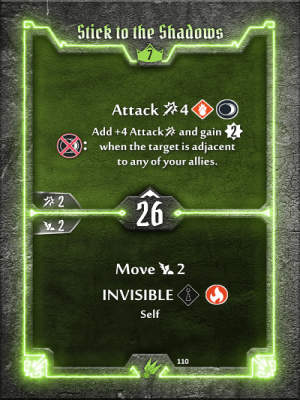 Stick to the Shadows
7
Attack 4
: Add +4 Attack and gain 2
when the target is adjacent
to any of your allies.
2
26
2
Move 2
INVISIBLE
Self
110